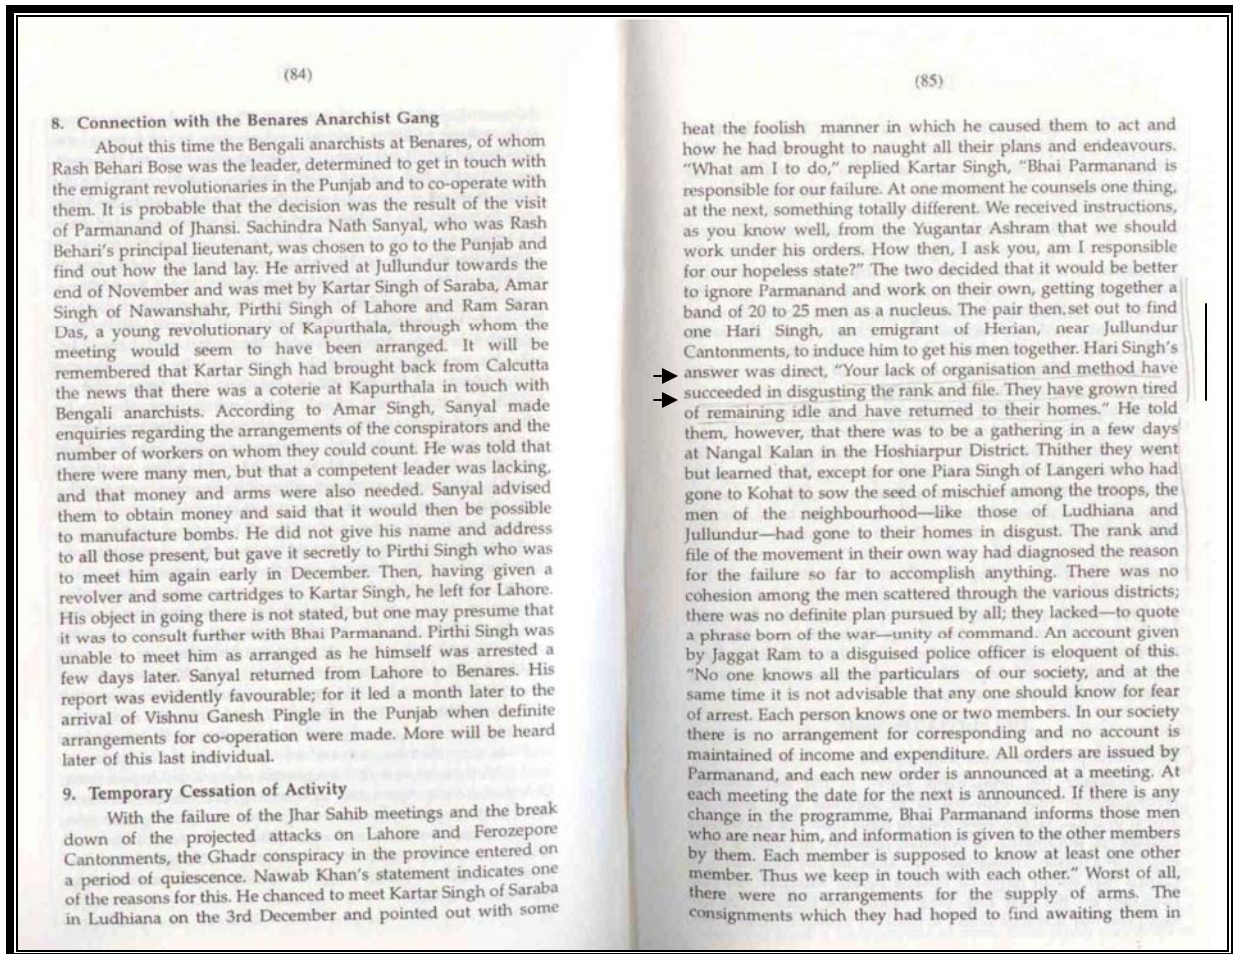 (84)
8. Connection with the Benares Anarchist Gang
About this time the Bengali anarchists at Benares, of whom
Rash Behari Bose was the leader, determined to get in touch with
the emigrant revolutionaries in the Punjab and to co-operate with
them. It is probable that the decision was the result of the visit
of Parmanand of Jhansi. Sachindra Nath Sanyal, who was Rash
Behari's principal lieutenant, was chosen to go to the Punjab and
find out how the land lay. He arrived at Jullundur towards the
end of November and was met by Kartar Singh of Saraba, Amar
Singh of Nawanshahr, Pirthi Singh of Lahore and Ram Saran
Das, a young revolutionary of Kapurthala, through whom the
meeting would seem to have been arranged. It will be
remembered that Kartar Singh had brought back from Calcutta
the news that there was a coterie at Kapurthala in touch with
Bengali anarchists. According to Amar Singh, Sanyal made
enquiries regarding the arrangements of the conspirators and the
number of workers on whom they could count. He was told that
there were many men, but that a competent leader was lacking,
and that money and arms were also needed. Sanyal advised
them to obtain money and said that it would then be possible
to manufacture bombs. He did not give his name and address
to all those present, but gave it secretly to Pirthi Singh who was
to meet him again early in December. Then, having given a
revolver and some cartridges to Kartar Singh, he left for Lahore.
His object in going there is not stated, but one may presume that
it was to consult further with Bhai Parmanand. Pirthi Singh was
unable to meet him as arranged as he himself was arrested a
few days later. Sanyal returned from Lahore to Benares. His
report was evidently favourable; for it led a month later to the
arrival of Vishnu Ganesh Pingle in the Punjab when definite
arrangements for co-operation were made. More will be heard
later of this last individual.
9. Temporary Cessation of Activity
With the failure of the Jhar Sahib meetings and the break
down of the projected attacks on Lahore and Ferozepore
Cantonments, the Ghadr conspiracy in the province entered on
a period of quiescence. Nawab Khan's statement indicates one
of the reasons for this. He chanced to meet Kartar Singh of Saraba
in Ludhiana on the 3rd December and pointed out with some
(85)
heat the foolish manner in which he caused them to act and
how he had brought to naught all their plans and endeavours.
"What am I to do," replied Kartar Singh, "Bhai Parmanand is
responsible for our failure. At one moment he counsels one thing,
at the next, something totally different. We received instructions,
as you know well, from the Yugantar Ashram that we should
work under his orders. How then, I ask you, am I responsible
for our hopeless state?" The two decided that it would be better
to ignore Parmanand and work on their own, getting together a
band of 20 to 25 men as a nucleus. The pair then set out to find
one Hari Singh, an emigrant of Herian, near Jullundur
Cantonments, to induce him to get his men together. Hari Singh's
answer was direct, "Your lack of organisation and method have
succeeded in disgusting the rank and file. They have grown tired
of remaining idle and have returned to their homes." He told
them, however, that there was to be a gathering in a few days
at Nangal Kalan in the Hoshiarpur District. Thither they went
but learned that, except for one Piara Singh of Langeri who had
gone to Kohat to sow the seed of mischief among the troops, the
men of the neighbourhood—like those of Ludhiana and
Jullundur—had gone to their homes in disgust. The rank and
file of the movement in their own way had diagnosed the reason
for the failure so far to accomplish anything. There was no
cohesion among the men scattered through the various districts;
there was no definite plan pursued by all; they lacked—to quote
a phrase born of the war—unity of command. An account given
by Jaggat Ram to a disguised police officer is eloquent of this.
"No one knows all the particulars of our society, and at the
same time it is not advisable that any one should know for fear
of arrest. Each person knows one or two members. In our society
there is no arrangement for corresponding and no account is
maintained of income and expenditure. All orders are issued by
Parmanand, and each new order is announced at a meeting. At
each meeting the date for the next is announced. If there is any
change in the programme, Bhai Parmanand informs those men
who are near him, and information is given to the other members
by them. Each member is supposed to know at least one other
member. Thus we keep in touch with each other." Worst of all,
there were no arrangements for the supply of arms. The
consignments which they had hoped to find awaiting them in